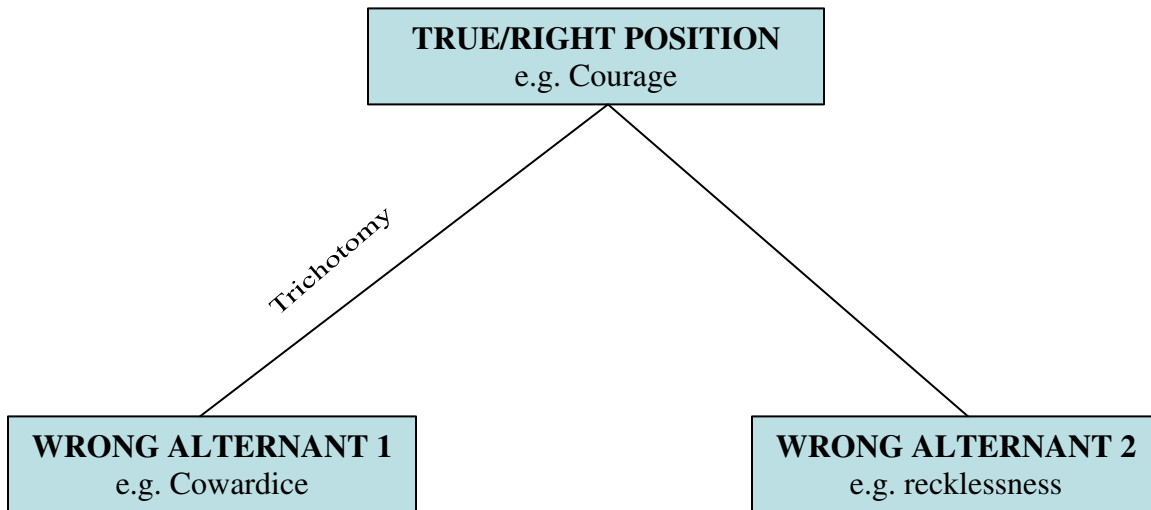 TRUE/RIGHT POSITION
e.g. Courage
Trichotomy
WRONG ALTERNANT 1
e.g. Cowardice
WRONG ALTERNANT 2
e.g. recklessness